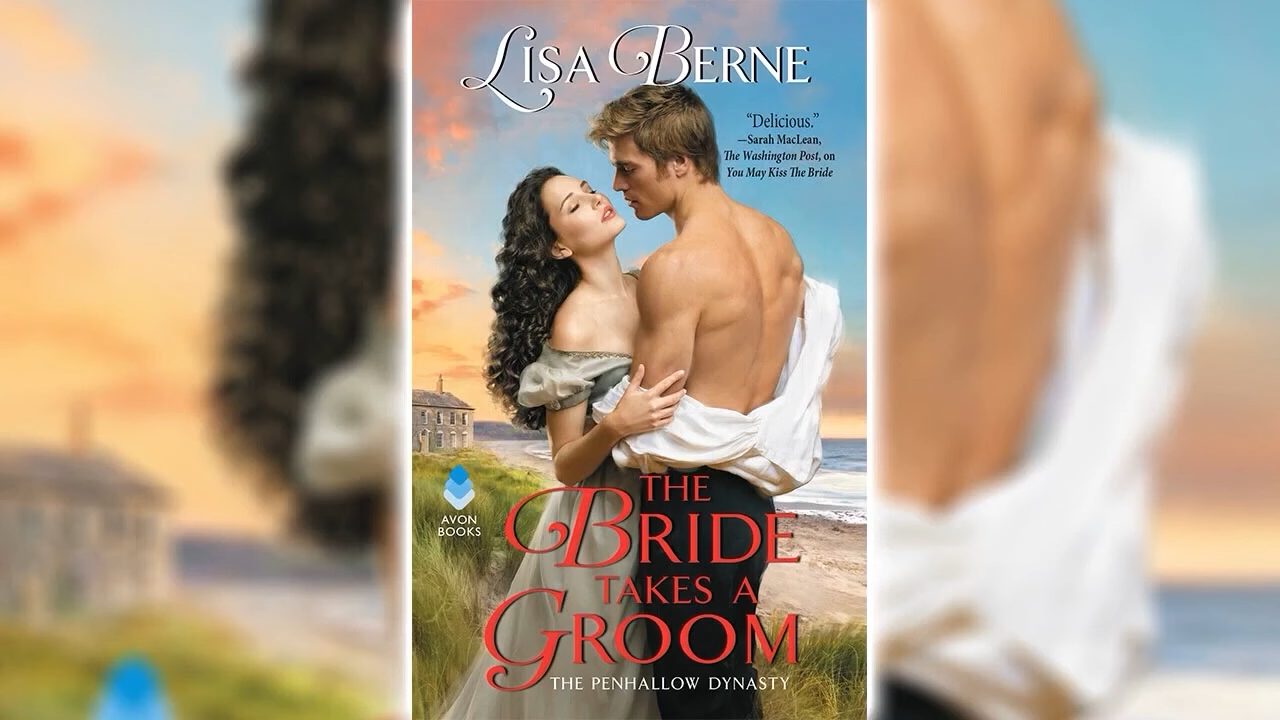 LISA BERNE
“Delicious.”
—Sarah MacLean,
The Washington Post, on
You May Kiss The Bride
AVON
BOOKS
THE
BRIDE
TAKES A
GROOM
THE PENHALLOW DYNASTY